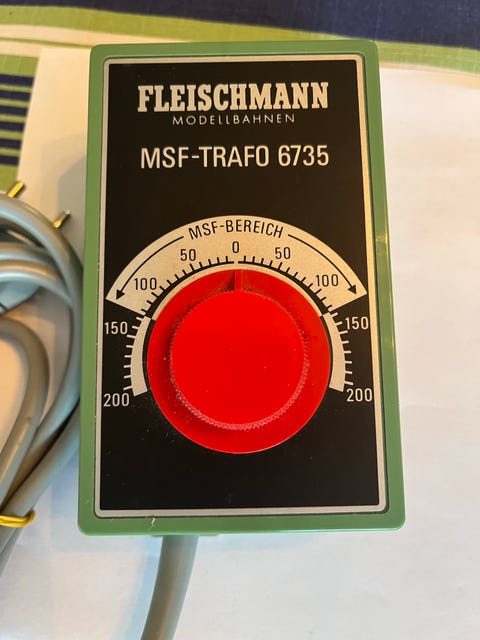 FLEISCHMANN
MODELLBAHNEN
MSF-TRAFO 6735
MSF-BEREICH
200 150 100 50 0 50 100 150 200